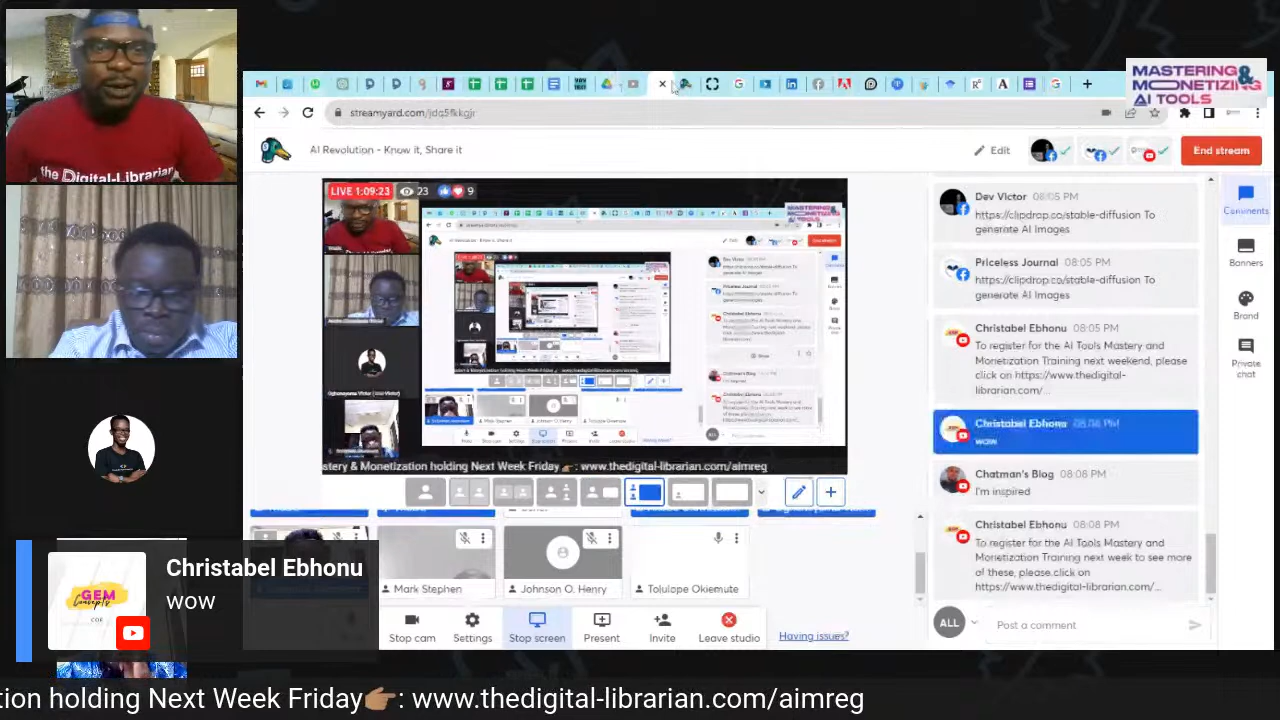 the Digital-Librarian
MASTERING &
MONETIZING
AI TOOLS
streamyard.com/jdq5fkkgjr
AI Revolution - Know it, Share it
Edit
End stream
LIVE 1:09:23 23 9
Dev Victor 08:05 PM
https://clipdrop.co/stable-diffusion To
generate AI Images
Priceless Journal 08:05 PM
https://clipdrop.co/stable-diffusion To
generate AI Images
Christabel Ebhonu 08:05 PM
To register for the AI Tools Mastery and
Monetization Training next weekend, please
click on https://www.thedigital-
librarian.com/...
Christabel Ebhonu 08:08 PM
wow
Chatman's Blog 08:08 PM
I'm inspired
Christabel Ebhonu 08:08 PM
To register for the AI Tools Mastery and
Monetization Training next week to see more
of these, please click on
https://www.thedigital-librarian.com/...
ALL
Post a comment
Comments
Banners
Brand
Private
chat
stery & Monetization holding Next Week Friday👉🏽: www.thedigital-librarian.com/aimreg
Mark Stephen
Johnson O. Henry
Tolulope Okiemute
Stop cam
Settings
Stop screen
Present
Invite
Leave studio
Having issues?
GEM
Concepts
Christabel Ebhonu
wow
tion holding Next Week Friday👉🏽: www.thedigital-librarian.com/aimreg